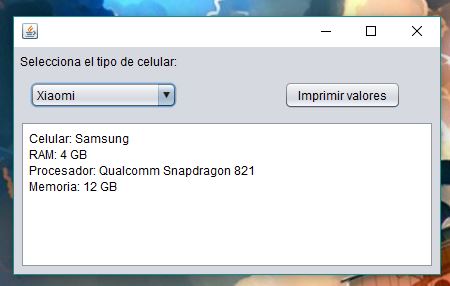 Selecciona el tipo de celular:
Xiaomi
Imprimir valores
Celular: Samsung
RAM: 4 GB
Procesador: Qualcomm Snapdragon 821
Memoria: 12 GB